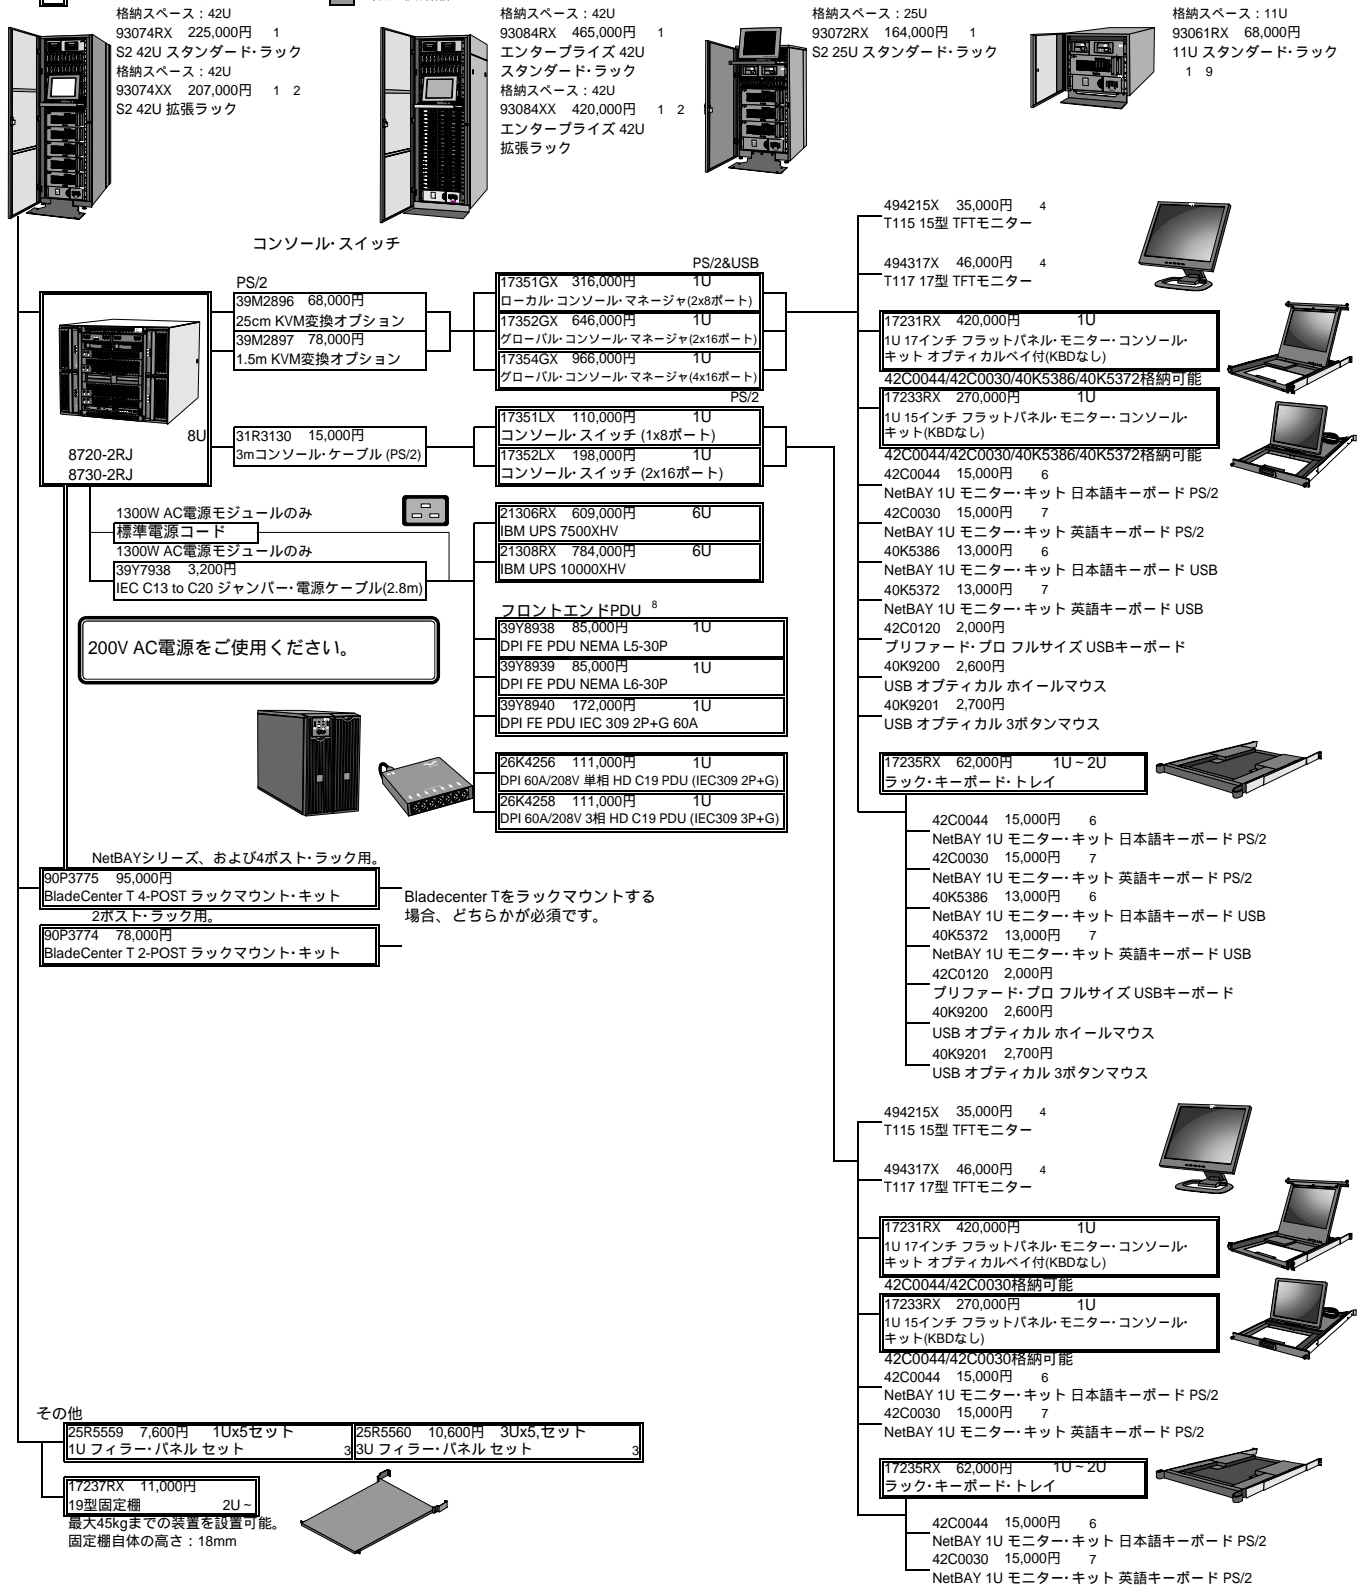 格納スペース：42U
93074RX 225,000円 1
S2 42U スタンダード・ラック
格納スペース：42U
93074XX 207,000円 1 2
S2 42U 拡張ラック
格納スペース：42U
93084RX 465,000円 1
エンタープライズ 42U
スタンダード・ラック
格納スペース：42U
93084XX 420,000円 1 2
エンタープライズ 42U
拡張ラック
格納スペース：25U
93072RX 164,000円 1
S2 25U スタンダード・ラック
格納スペース：11U
93061RX 68,000円
11U スタンダード・ラック
1 9
コンソール・スイッチ
8U
8720-2RJ
8730-2RJ
PS/2
39M2896 68,000円
25cm KVM変換オプション
39M2897 78,000円
1.5m KVM変換オプション
31R3130 15,000円
3mコンソール・ケーブル (PS/2)
PS/2&USB
17351GX 316,000円 1U
ローカル・コンソール・マネージャ(2x8ポート)
17352GX 646,000円 1U
グローバル・コンソール・マネージャ(2x16ポート)
17354GX 966,000円 1U
グローバル・コンソール・マネージャ(4x16ポート)
PS/2
17351LX 110,000円 1U
コンソール・スイッチ (1x8ポート)
17352LX 198,000円 1U
コンソール・スイッチ (2x16ポート)
1300W AC電源モジュールのみ
標準電源コード
1300W AC電源モジュールのみ
39Y7938 3,200円
IEC C13 to C20 ジャンパー・電源ケーブル(2.8m)
200V AC電源をご使用ください。
21306RX 609,000円 6U
IBM UPS 7500XHV
21308RX 784,000円 6U
IBM UPS 10000XHV
フロントエンドPDU 8
39Y8938 85,000円 1U
DPI FE PDU NEMA L5-30P
39Y8939 85,000円 1U
DPI FE PDU NEMA L6-30P
39Y8940 172,000円 1U
DPI FE PDU IEC 309 2P+G 60A
26K4256 111,000円 1U
DPI 60A/208V 単相 HD C19 PDU (IEC309 2P+G)
26K4258 111,000円 1U
DPI 60A/208V 3相 HD C19 PDU (IEC309 3P+G)
NetBAYシリーズ、および4ポスト・ラック用。
90P3775 95,000円
BladeCenter T 4-POST ラックマウント・キット
2ポスト・ラック用。
90P3774 78,000円
BladeCenter T 2-POST ラックマウント・キット
Bladecenter Tをラックマウントする
場合、どちらかが必須です。
494215X 35,000円 4
T115 15型 TFTモニター
494317X 46,000円 4
T117 17型 TFTモニター
17231RX 420,000円 1U
1U 17インチ フラットパネル・モニター・コンソール・
キット オプティカルベイ付(KBDなし)
42C0044/42C0030/40K5386/40K5372格納可能
17233RX 270,000円 1U
1U 15インチ フラットパネル・モニター・コンソール・
キット(KBDなし)
42C0044/42C0030/40K5386/40K5372格納可能
42C0044 15,000円 6
NetBAY 1U モニター・キット 日本語キーボード PS/2
42C0030 15,000円 7
NetBAY 1U モニター・キット 英語キーボード PS/2
40K5386 13,000円 6
NetBAY 1U モニター・キット 日本語キーボード USB
40K5372 13,000円 7
NetBAY 1U モニター・キット 英語キーボード USB
42C0120 2,000円
プリファード・プロ フルサイズ USBキーボード
40K9200 2,600円
USB オプティカル ホイールマウス
40K9201 2,700円
USB オプティカル 3ボタンマウス
17235RX 62,000円 1U～2U
ラック・キーボード・トレイ
42C0044 15,000円 6
NetBAY 1U モニター・キット 日本語キーボード PS/2
42C0030 15,000円 7
NetBAY 1U モニター・キット 英語キーボード PS/2
40K5386 13,000円 6
NetBAY 1U モニター・キット 日本語キーボード USB
40K5372 13,000円 7
NetBAY 1U モニター・キット 英語キーボード USB
42C0120 2,000円
プリファード・プロ フルサイズ USBキーボード
40K9200 2,600円
USB オプティカル ホイールマウス
40K9201 2,700円
USB オプティカル 3ボタンマウス
494215X 35,000円 4
T115 15型 TFTモニター
494317X 46,000円 4
T117 17型 TFTモニター
17231RX 420,000円 1U
1U 17インチ フラットパネル・モニター・コンソール・
キット オプティカルベイ付(KBDなし)
42C0044/42C0030格納可能
17233RX 270,000円 1U
1U 15インチ フラットパネル・モニター・コンソール・
キット(KBDなし)
42C0044/42C0030格納可能
42C0044 15,000円 6
NetBAY 1U モニター・キット 日本語キーボード PS/2
42C0030 15,000円 7
NetBAY 1U モニター・キット 英語キーボード PS/2
17235RX 62,000円 1U～2U
ラック・キーボード・トレイ
42C0044 15,000円 6
NetBAY 1U モニター・キット 日本語キーボード PS/2
42C0030 15,000円 7
NetBAY 1U モニター・キット 英語キーボード PS/2
その他
25R5559 7,600円 1Ux5セット
1U フィラー・パネル セット 3
25R5560 10,600円 3Ux5,セット
3U フィラー・パネル セット 3
17237RX 11,000円
19型固定棚 2U～
最大45kgまでの装置を設置可能。
固定棚自体の高さ：18mm